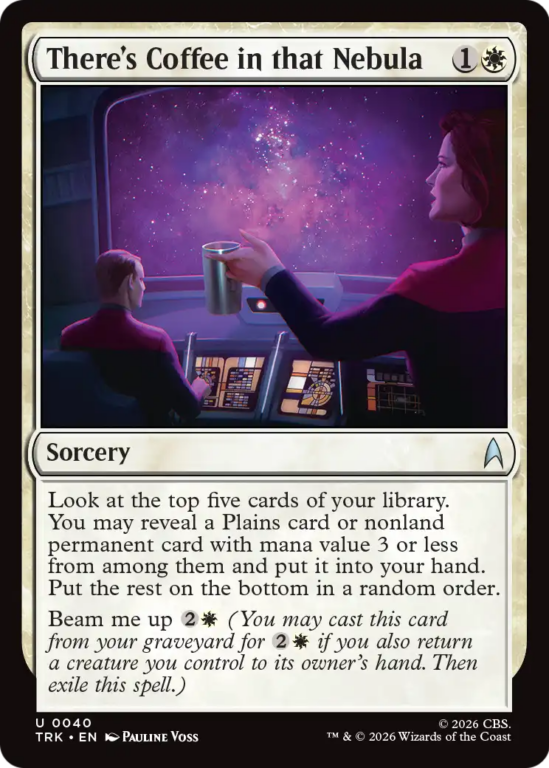 There's Coffee in that Nebula 1
Sorcery
Look at the top five cards of your library.
You may reveal a Plains card or nonland
permanent card with mana value 3 or less
from among them and put it into your hand.
Put the rest on the bottom in a random order.
Beam me up 2 (You may cast this card
from your graveyard for 2 if you also return
a creature you control to its owner's hand. Then
exile this spell.)
U 0040 © 2026 CBS.
TRK • EN Pauline Voss ™ & © 2026 Wizards of the Coast